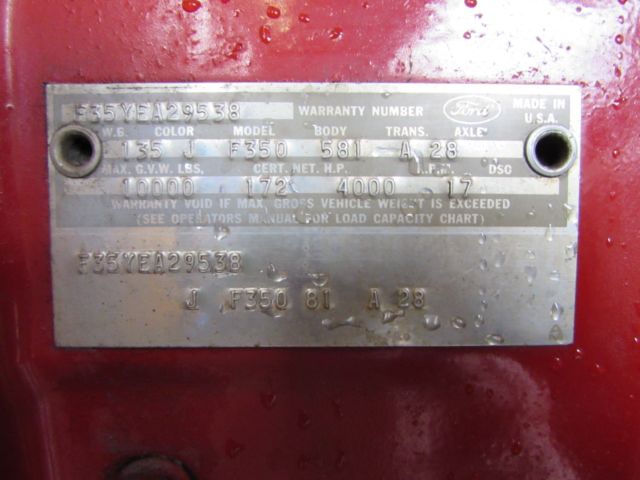 F35YEA29538 WARRANTY NUMBER Ford MADE IN U.S.A.
W.B. COLOR MODEL BODY TRANS. AXLE
135 J F350 581 A 28
MAX. G.V.W. LBS. CERT. NET. H.P. R.P.M. DSO
10000 172 4000 17
WARRANTY VOID IF MAX. GROSS VEHICLE WEIGHT IS EXCEEDED
(SEE OPERATORS MANUAL FOR LOAD CAPACITY CHART)
F35YEA29538
J F350 81 A 28